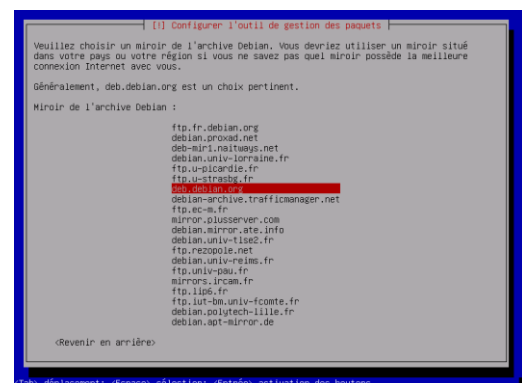 [!] Configurer l'outil de gestion des paquets
Veuillez choisir un miroir de l'archive Debian. Vous devriez utiliser un miroir situé
dans votre pays ou votre région si vous ne savez pas quel miroir possède la meilleure
connexion Internet avec vous.
Généralement, deb.debian.org est un choix pertinent.
Miroir de l'archive Debian :
ftp.fr.debian.org
debian.proxad.net
deb-mir1.naitways.net
debian.univ-lorraine.fr
ftp.u-picardie.fr
ftp.u-strasbg.fr
deb.debian.org
debian-archive.trafficmanager.net
ftp.ec-m.fr
mirror.plusserver.com
debian.mirror.ate.info
debian.univ-tlse2.fr
ftp.rezopole.net
debian.univ-reims.fr
ftp.univ-pau.fr
mirrors.ircam.fr
ftp.lip6.fr
ftp.iut-bm.univ-fcomte.fr
debian.polytech-lille.fr
debian.apt-mirror.de
<Revenir en arrière>
<Tab> déplacement; <Espace> sélection; <Entrée> activation des boutons